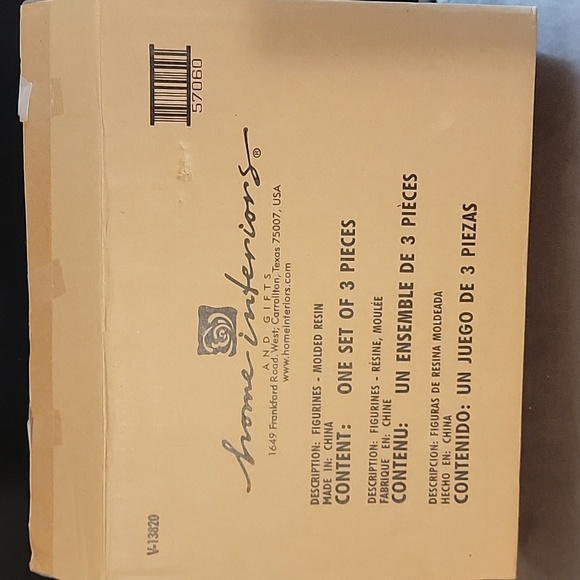 V-13820
57060
home interiors®
AND GIFTS
1649 Frankford Road. West; Carrollton, Texas 75007, USA
www.homeinteriors.com
DESCRIPTION: FIGURINES - MOLDED RESIN
MADE IN: CHINA
CONTENT: ONE SET OF 3 PIECES
DESCRIPTION: FIGURINES - RÉSINE, MOULÉE
FABRIQUE EN: CHINE
CONTENU: UN ENSEMBLE DE 3 PIÈCES
DESCRIPCION: FIGURAS DE RESINA MOLDEADA
HECHO EN: CHINA
CONTENIDO: UN JUEGO DE 3 PIEZAS